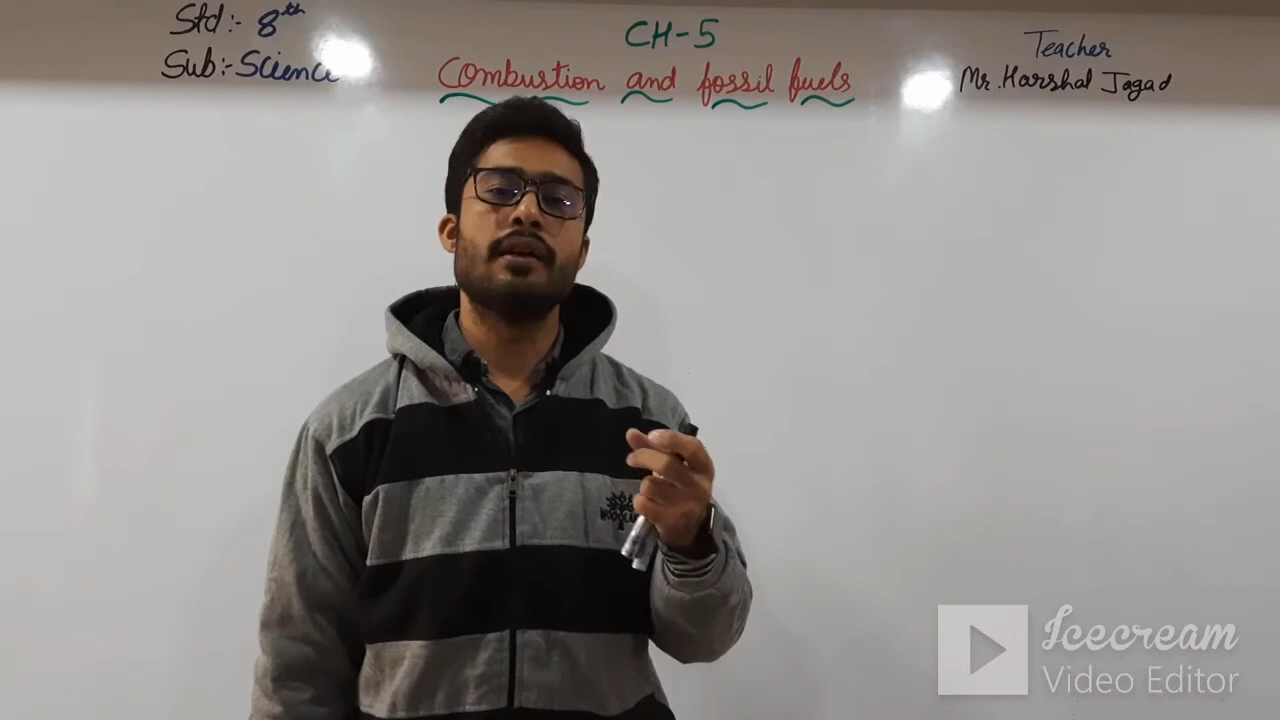 Std:- 8th
Sub:- Science
CH-5
Combustion and fossil fuels
Teacher
Mr. Harshal Jagad
Icecream
Video Editor